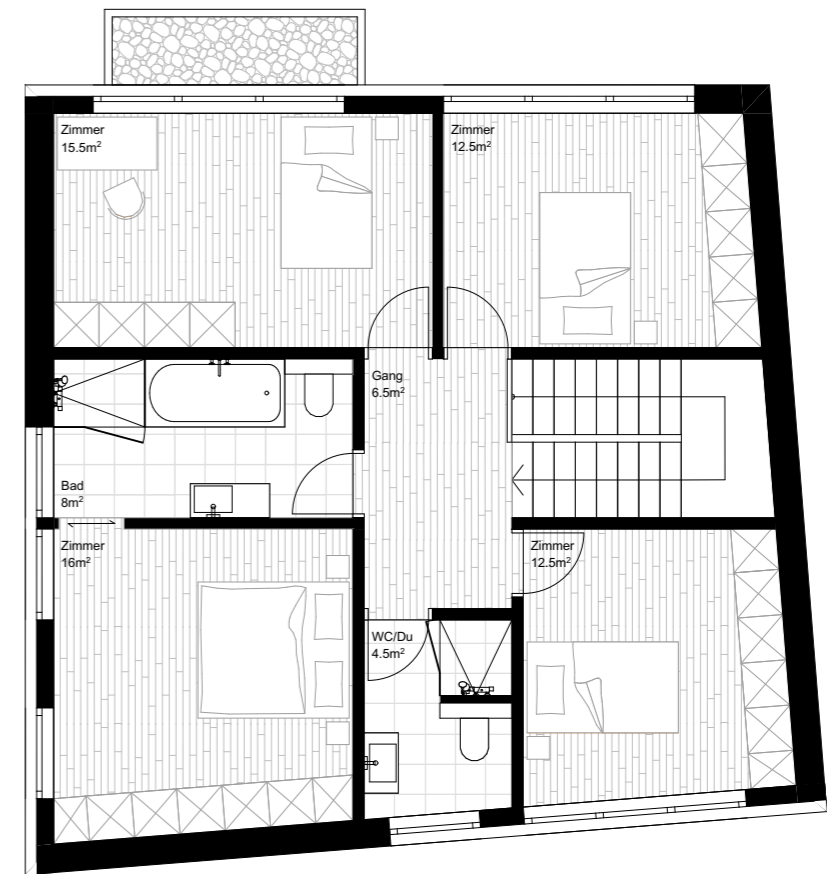 Zimmer
15.5m²
Zimmer
12.5m²
Gang
6.5m²
Bad
8m²
Zimmer
16m²
Zimmer
12.5m²
WC/Du
4.5m²